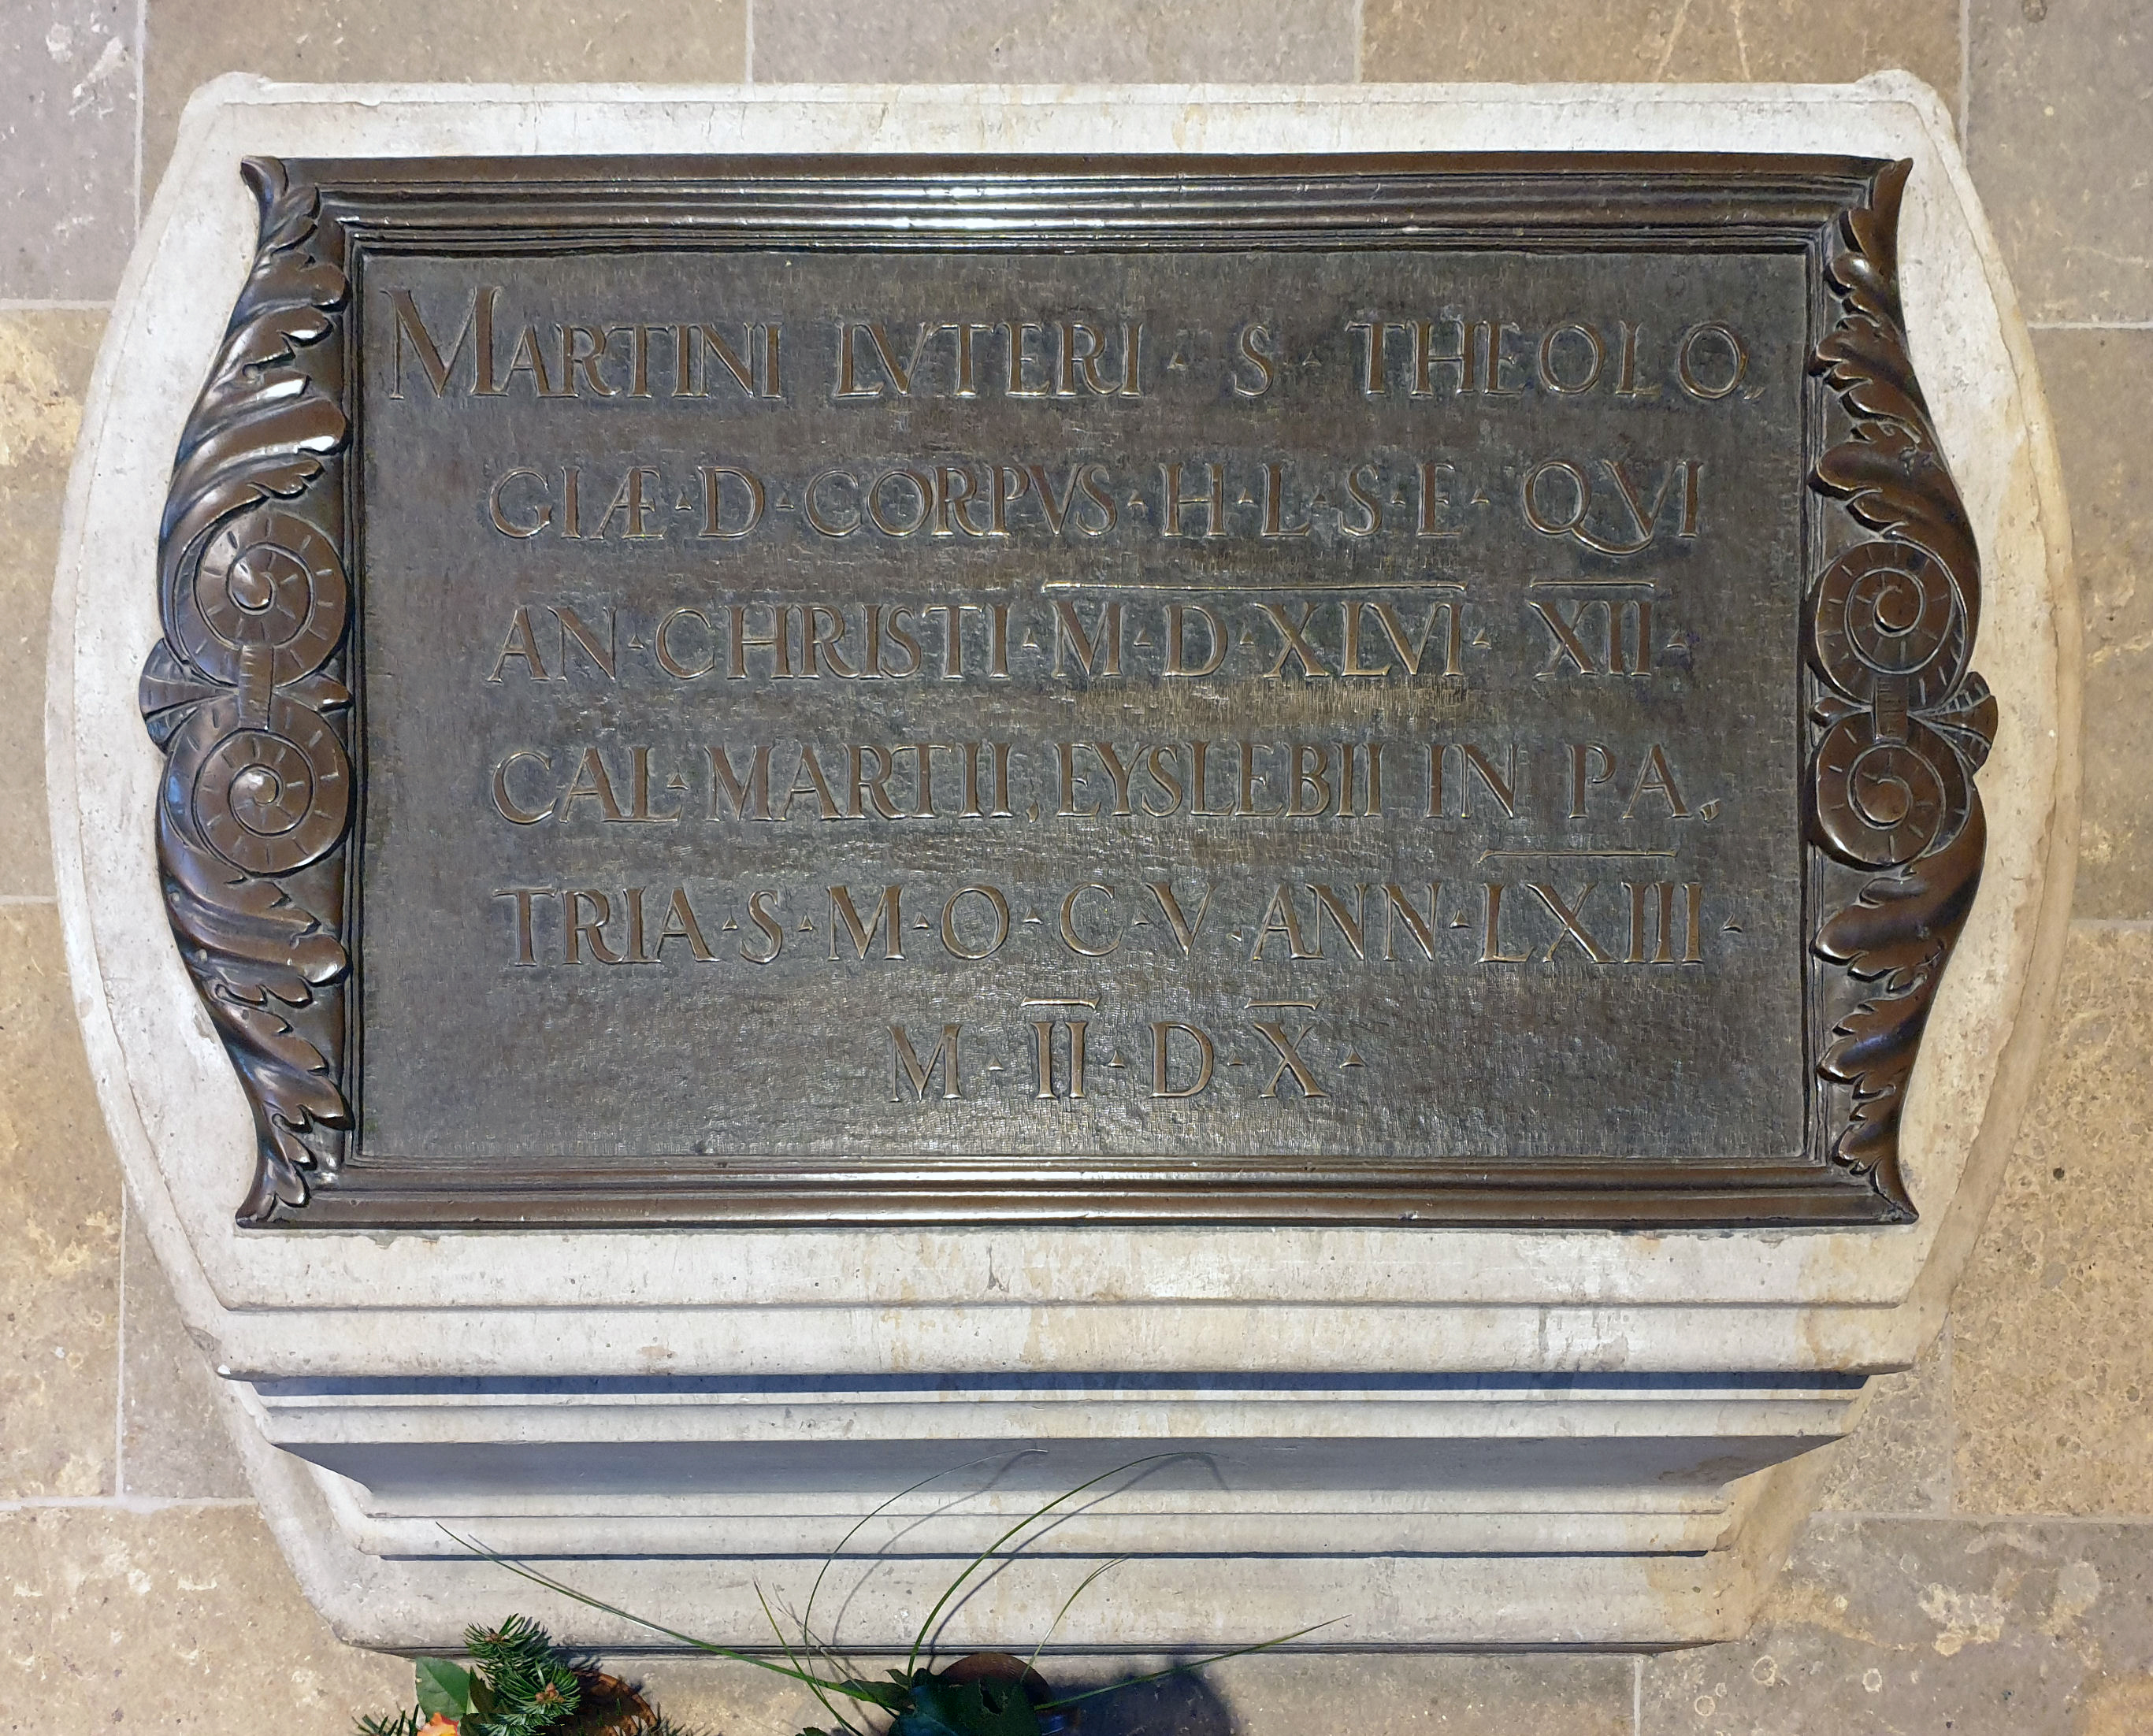 MARTINI LVTERI · S · THEOLO,
GIÆ · D · CORPVS · H · L · S · E · QVI
AN · CHRISTI · M · D · XLVI · XII ·
CAL · MARTII, EYSLEBII IN PA,
TRIA · S · M · O · C · V · ANN · LXIII ·
M · II · D · X ·